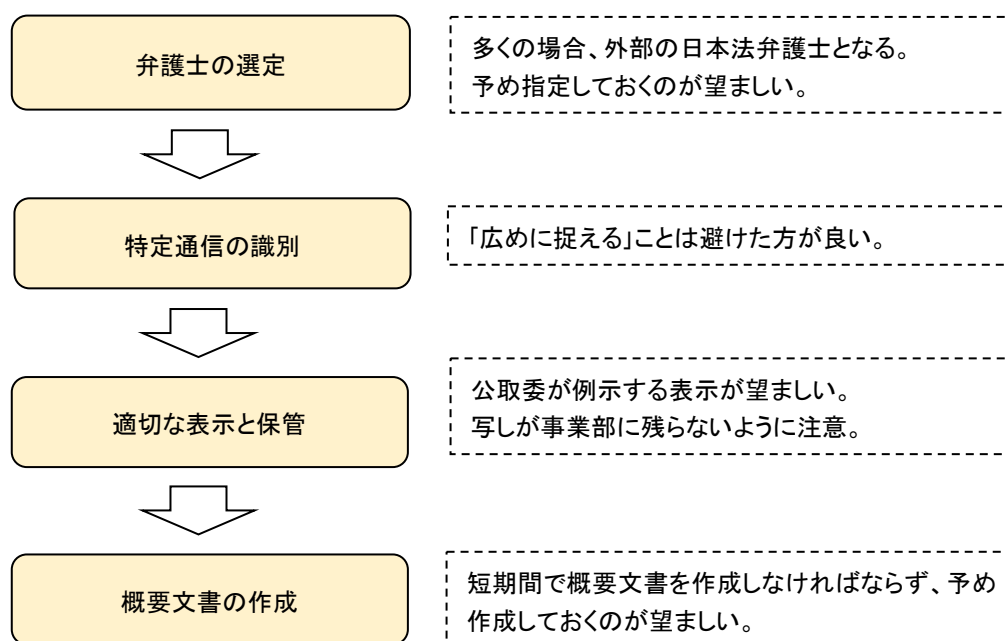 弁護士の選定
多くの場合、外部の日本法弁護士となる。
予め指定しておくのが望ましい。
特定通信の識別
「広めに捉える」ことは避けた方が良い。
適切な表示と保管
公取委が例示する表示が望ましい。
写しが事業部に残らないように注意。
概要文書の作成
短期間で概要文書を作成しなければならず、予め
作成しておくのが望ましい。